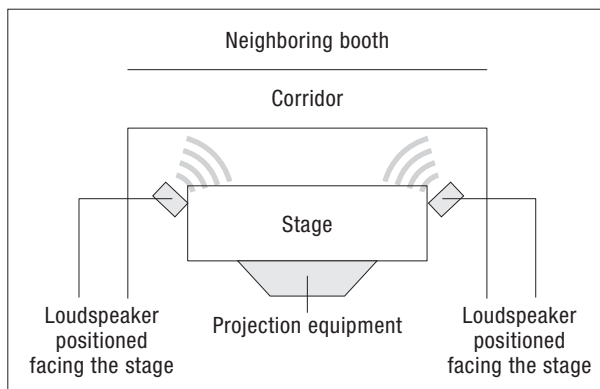 Neighboring booth
Corridor
Stage
Loudspeaker
positioned
facing the stage
Projection equipment
Loudspeaker
positioned
facing the stage